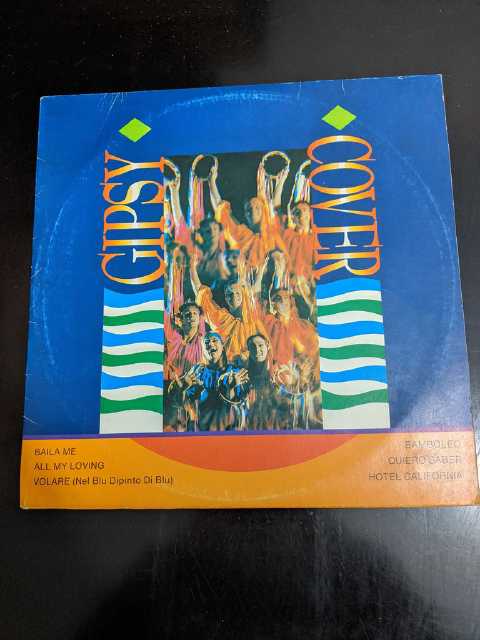 GIPSY
COVER
BAILA ME
ALL MY LOVING
VOLARE (Nel Blu Dipinto Di Blu)
BAMBOLEO
QUIERO SABER
HOTEL CALIFORNIA